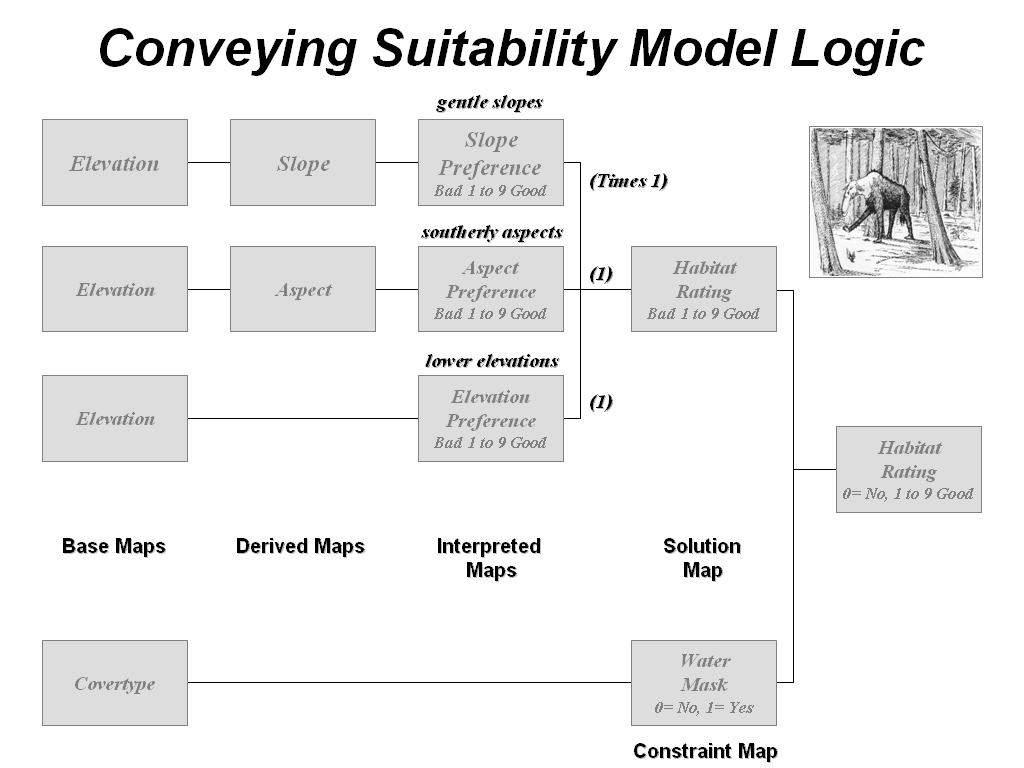 Conveying Suitability Model Logic
gentle slopes
Elevation
Slope
Slope
Preference
Bad 1 to 9 Good
(Times 1)
southerly aspects
Elevation
Aspect
Aspect
Preference
Bad 1 to 9 Good
(1)
Habitat
Rating
Bad 1 to 9 Good
lower elevations
Elevation
Elevation
Preference
Bad 1 to 9 Good
(1)
Habitat
Rating
0= No, 1 to 9 Good
Base Maps
Derived Maps
Interpreted
Maps
Solution
Map
Covertype
Water
Mask
0= No, 1= Yes
Constraint Map